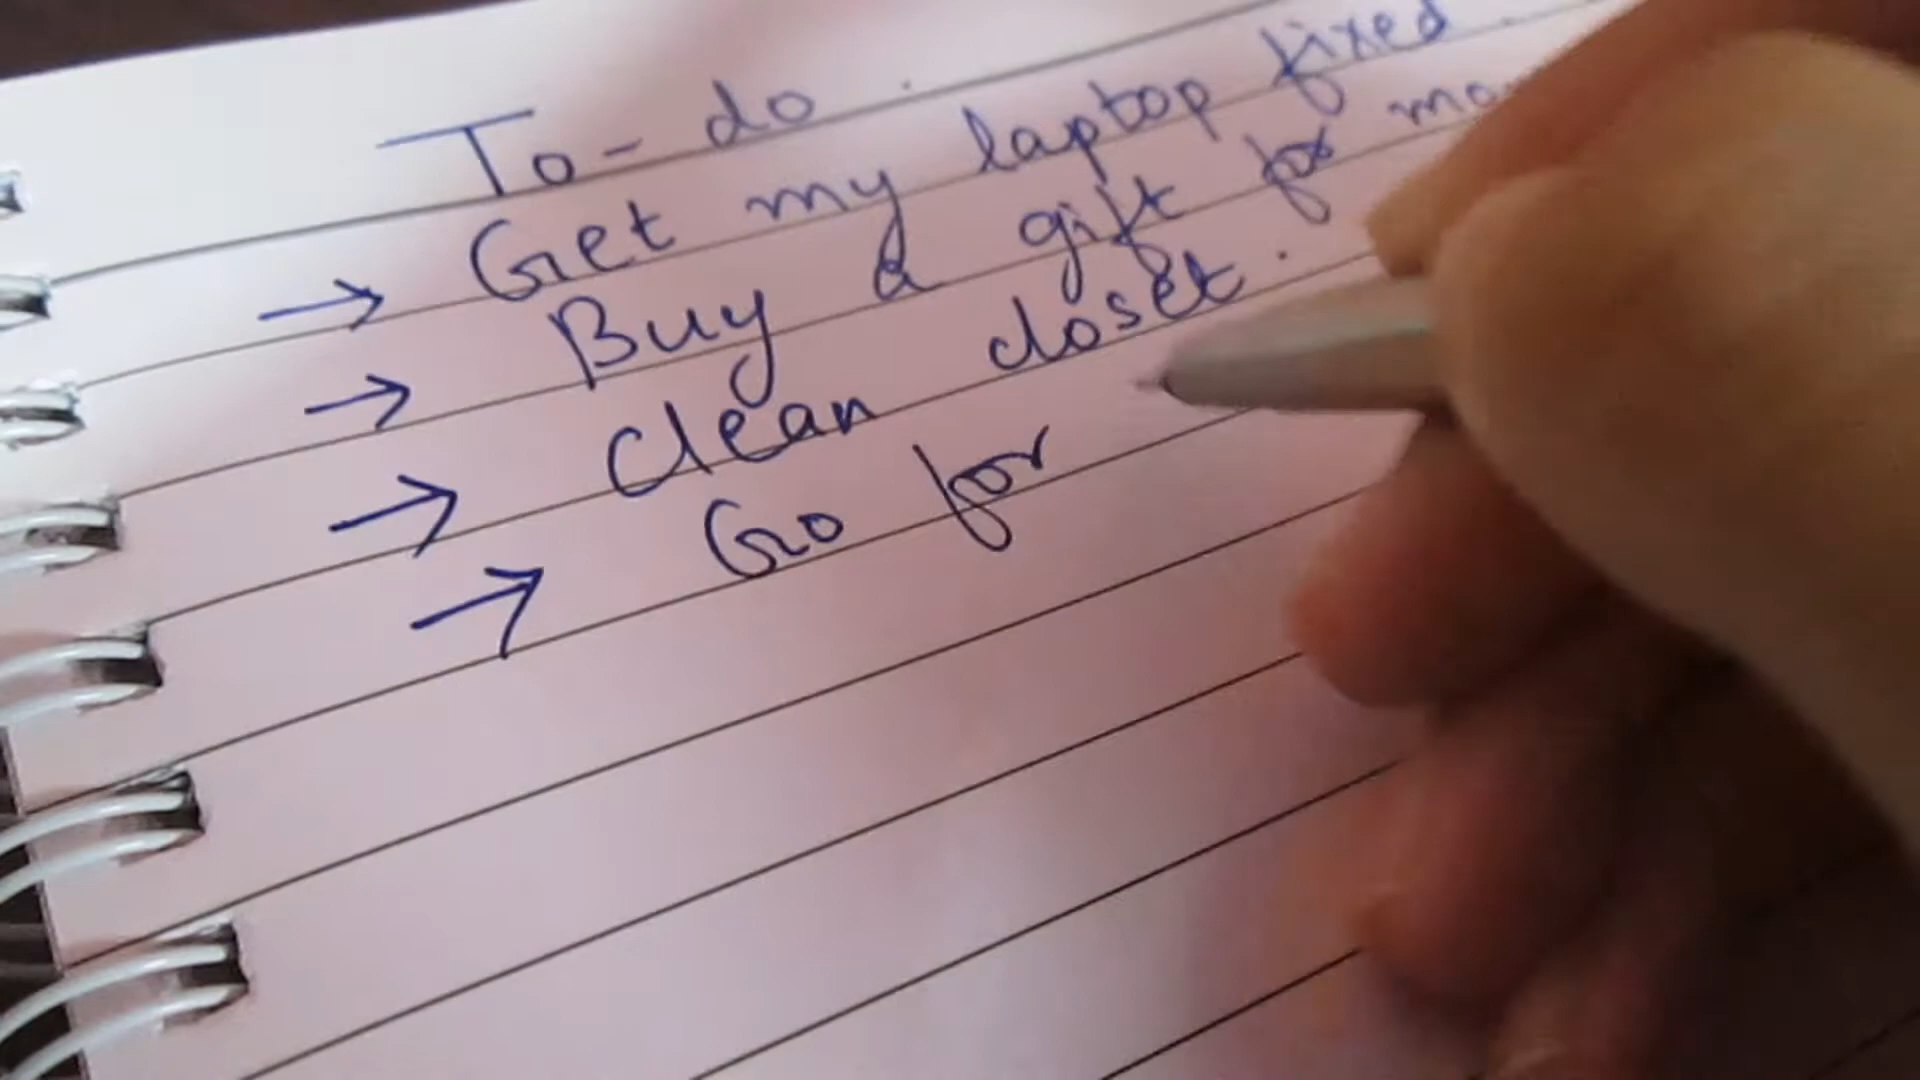 To-do.
→ Get my laptop fixed.
→ Buy a gift for
→ Clean closet.
→ Go for